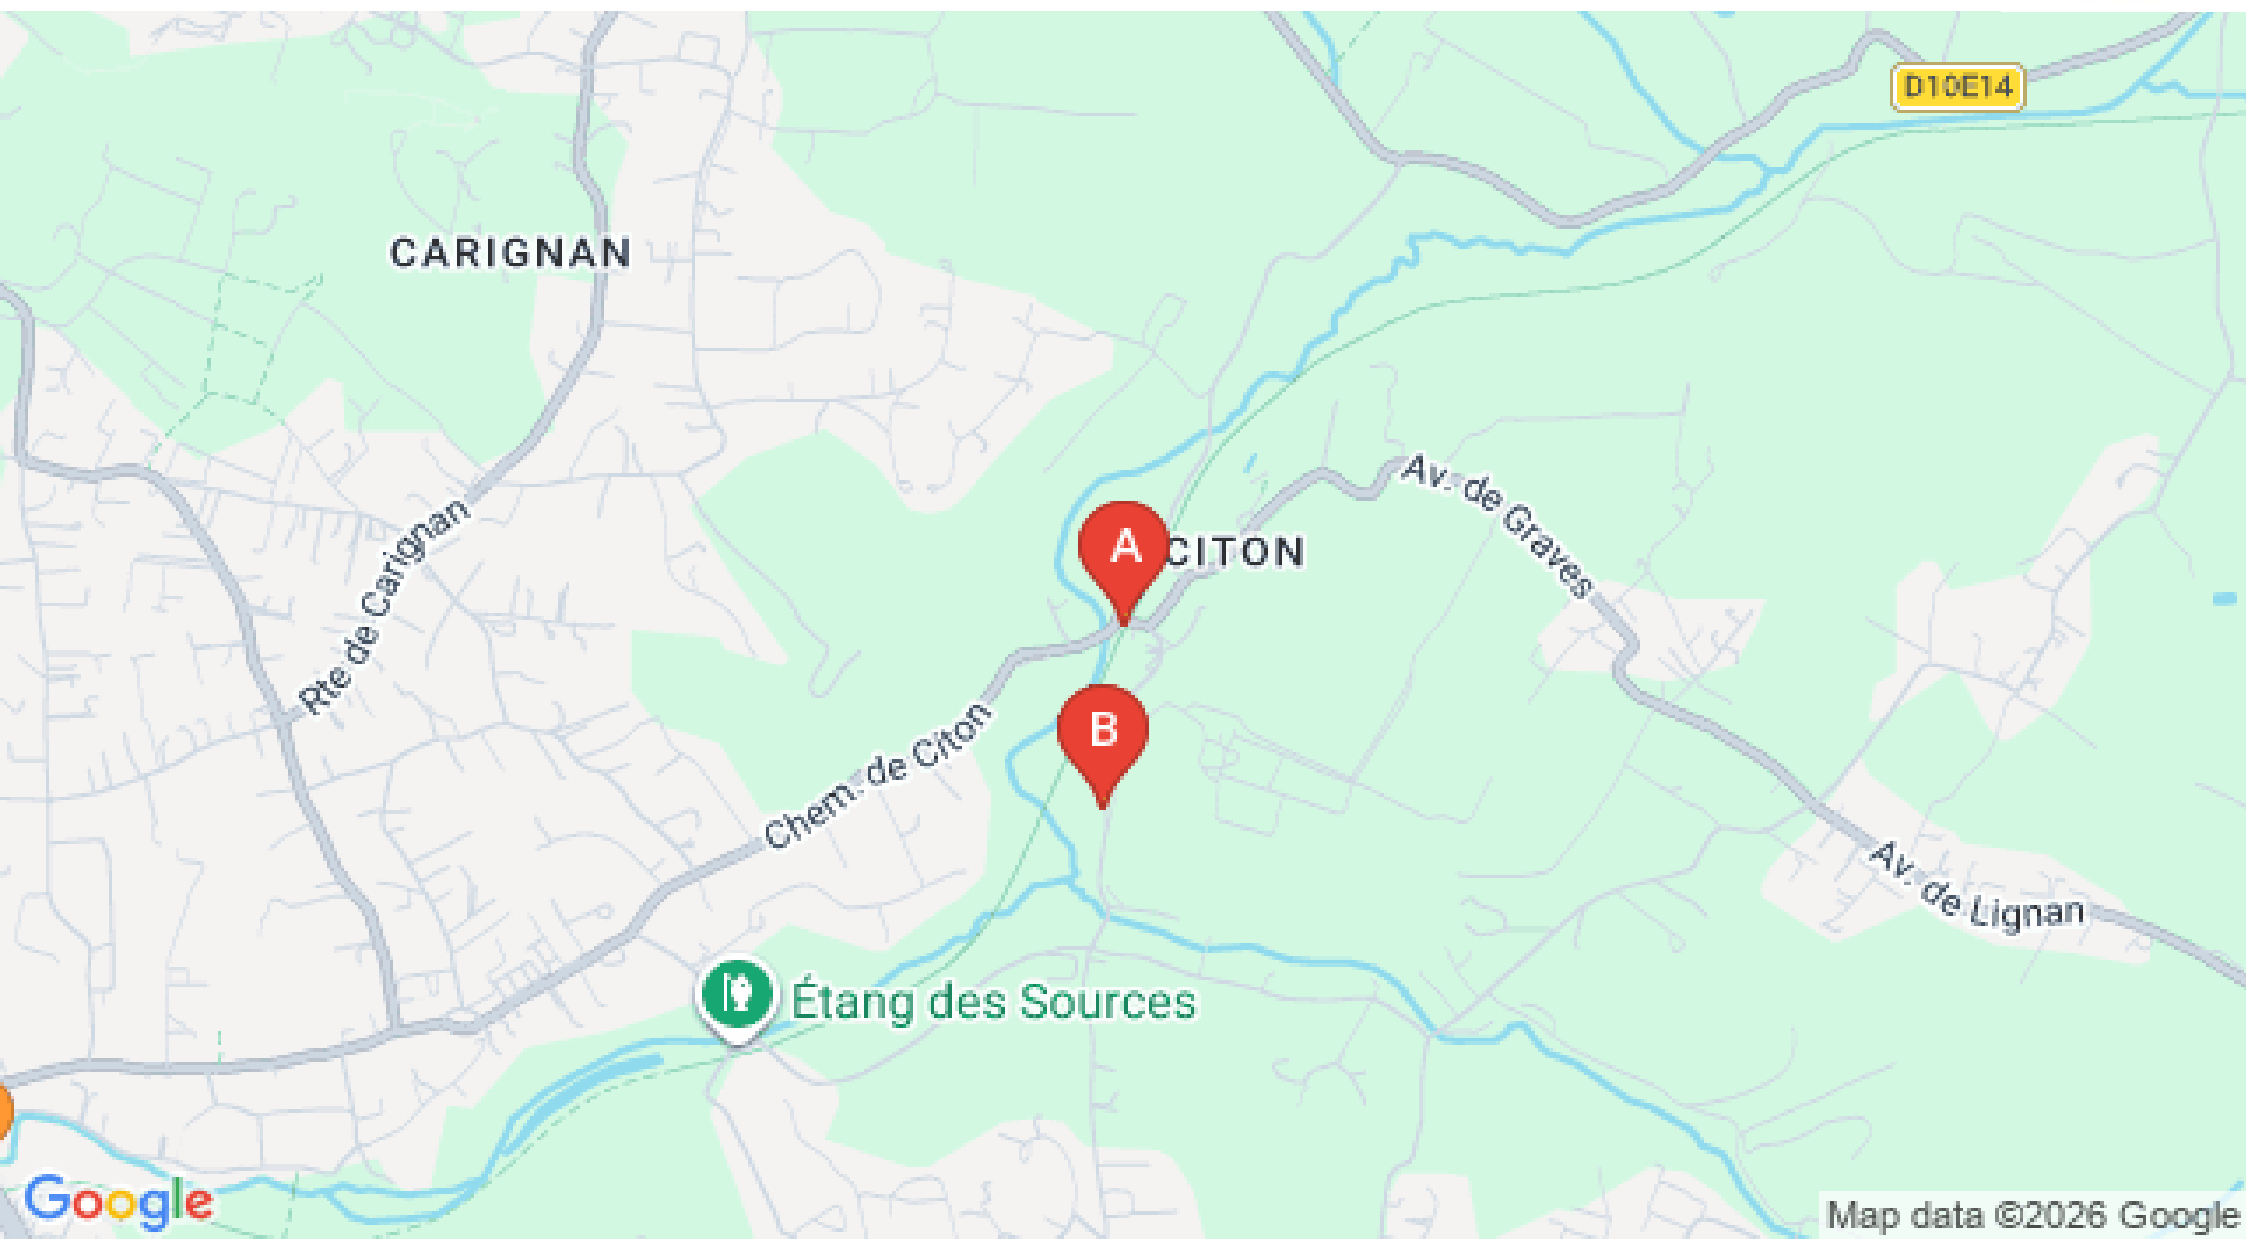 D10E14
CARIGNAN
Av. de Graves
A
CITON
Rte de Carignan
B
Chem. de Citon
Av. de Lignan
Étang des Sources
Google
Map data ©2026 Google